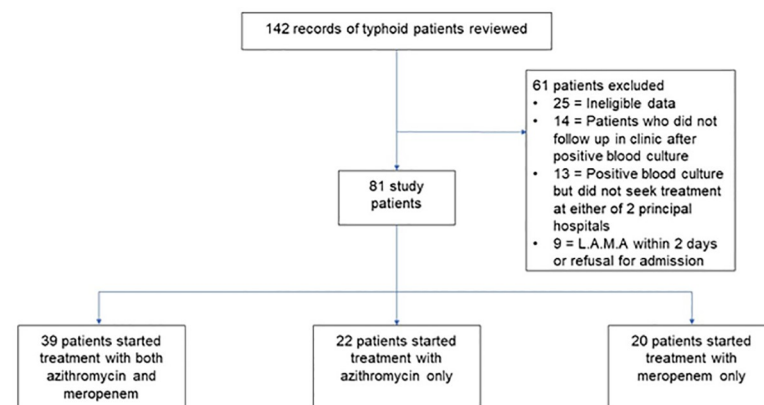 142 records of typhoid patients reviewed
61 patients excluded
• 25 = Ineligible data
• 14 = Patients who did not
follow up in clinic after
positive blood culture
• 13 = Positive blood culture
but did not seek treatment
at either of 2 principal
hospitals
• 9 = L.A.M.A within 2 days
or refusal for admission
81 study
patients
39 patients started
treatment with both
azithromycin and
meropenem
22 patients started
treatment with
azithromycin only
20 patients started
treatment with
meropenem only